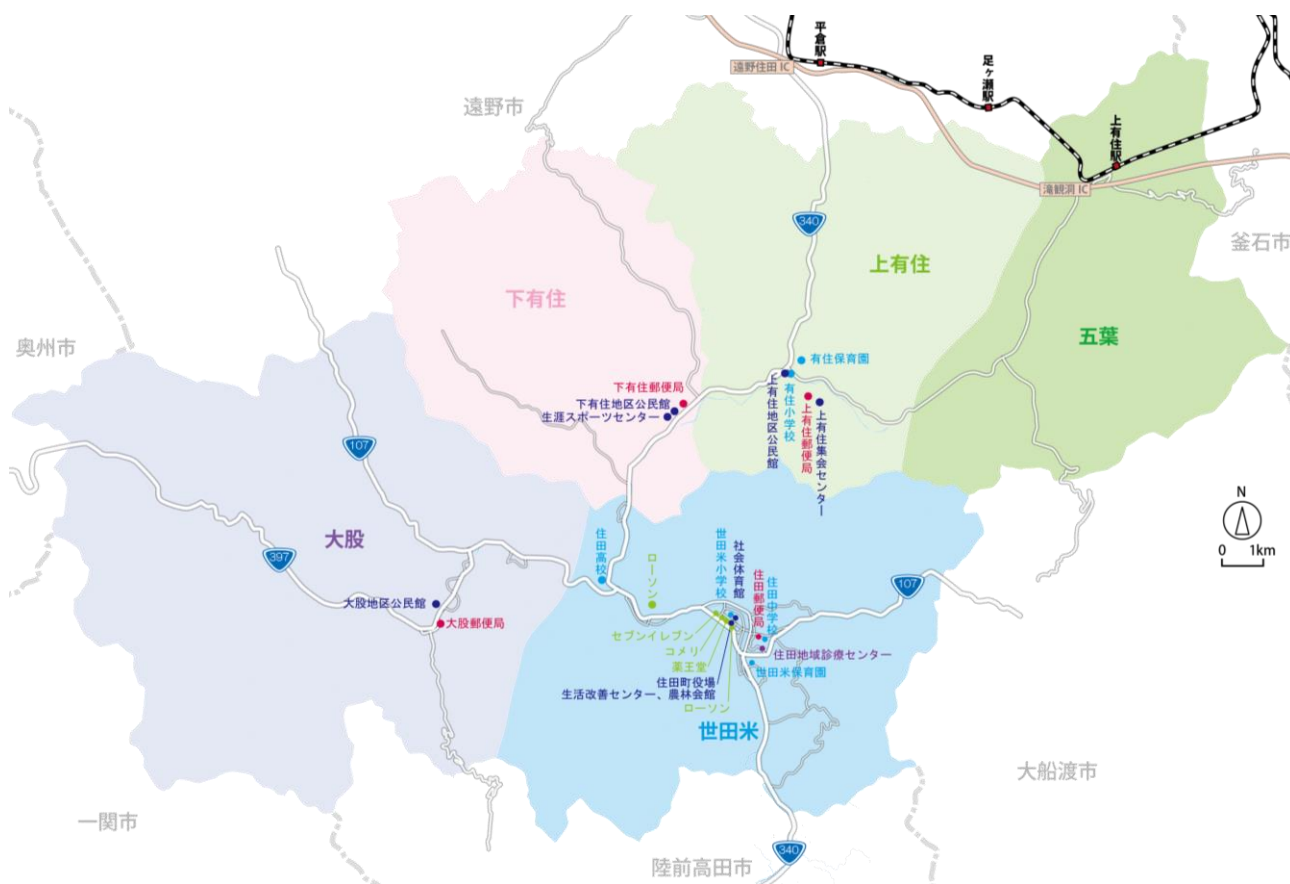 平倉駅
遠野住田 IC
足ヶ瀬駅
上有住駅
滝観洞 IC
遠野市
釜石市
340
上有住
下有住
五葉
奥州市
有住保育園
下有住郵便局
下有住地区公民館
生涯スポーツセンター
上有住地区公民館
有住小学校
上有住郵便局
上有住集会センター
107
397
大股
大股地区公民館
大股郵便局
住田高校
ローソン
世田米小学校
社会体育館
住田郵便局
住田中学校
107
セブンイレブン
コメリ
薬王堂
住田町役場
生活改善センター、農林会館
ローソン
住田地域診療センター
世田米保育園
世田米
N
0 1km
大船渡市
一関市
陸前高田市
340